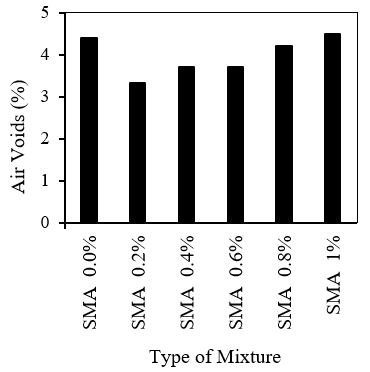 5
4
3
2
1
0
Air Voids (%)
SMA 0.0%
SMA 0.2%
SMA 0.4%
SMA 0.6%
SMA 0.8%
SMA 1%
Type of Mixture